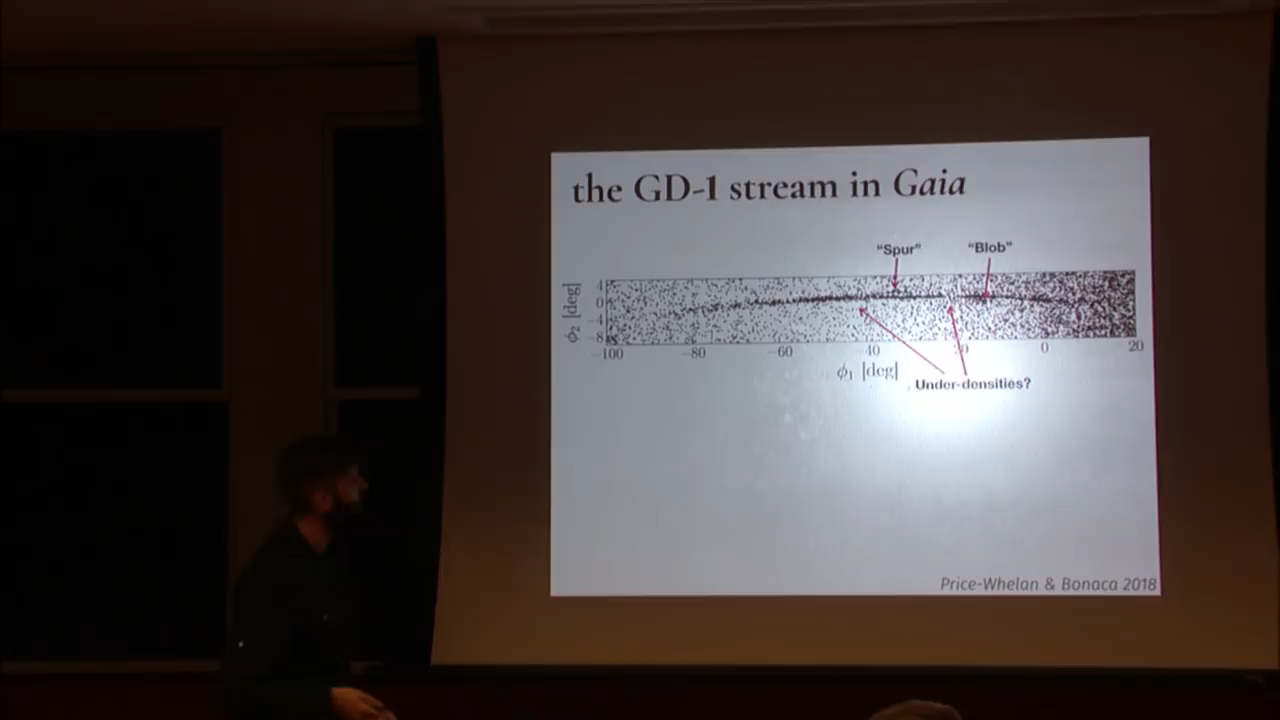 the GD-1 stream in Gaia
“Spur” “Blob”
4
0
−4
−8
ϕ2 [deg]
−100 −80 −60 40 0 20
ϕ1 [deg]
Under-densities?
Price-Whelan & Bonaca 2018